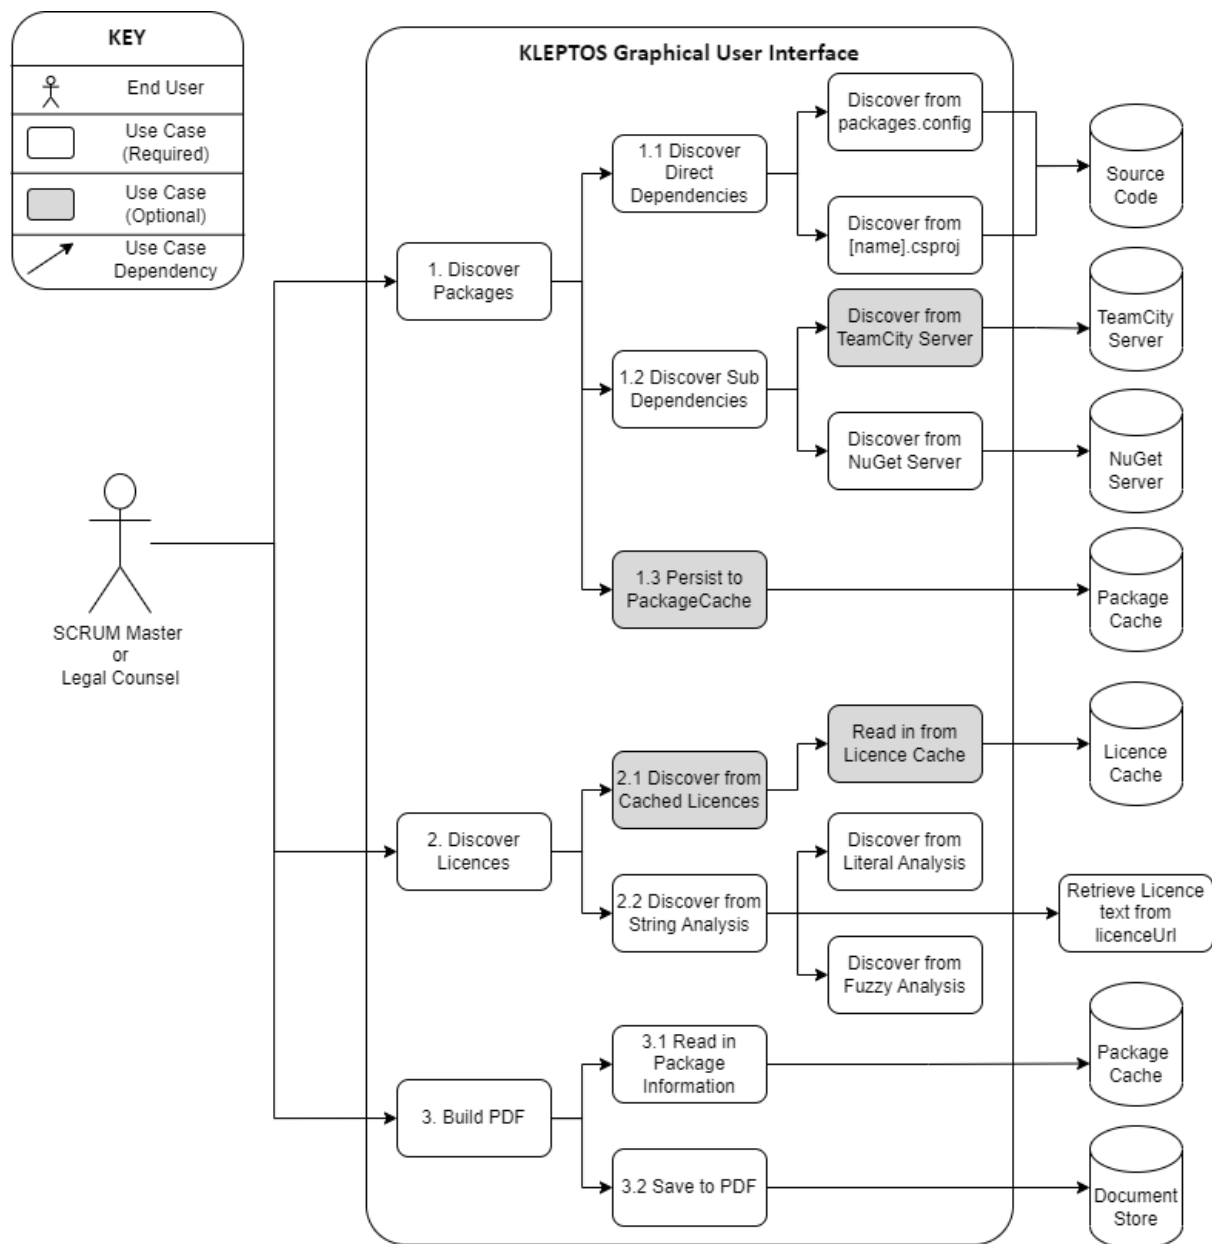 KEY
End User
Use Case
(Required)
Use Case
(Optional)
Use Case
Dependency
KLEPTOS Graphical User Interface
SCRUM Master
or
Legal Counsel
1. Discover
Packages
1.1 Discover
Direct
Dependencies
Discover from
packages.config
Discover from
[name].csproj
Source
Code
1.2 Discover Sub
Dependencies
Discover from
TeamCity Server
TeamCity
Server
Discover from
NuGet Server
NuGet
Server
1.3 Persist to
PackageCache
Package
Cache
2. Discover
Licences
2.1 Discover from
Cached Licences
Read in from
Licence Cache
Licence
Cache
2.2 Discover from
String Analysis
Discover from
Literal Analysis
Retrieve Licence
text from
licenceUrl
Discover from
Fuzzy Analysis
3. Build PDF
3.1 Read in
Package
Information
Package
Cache
3.2 Save to PDF
Document
Store